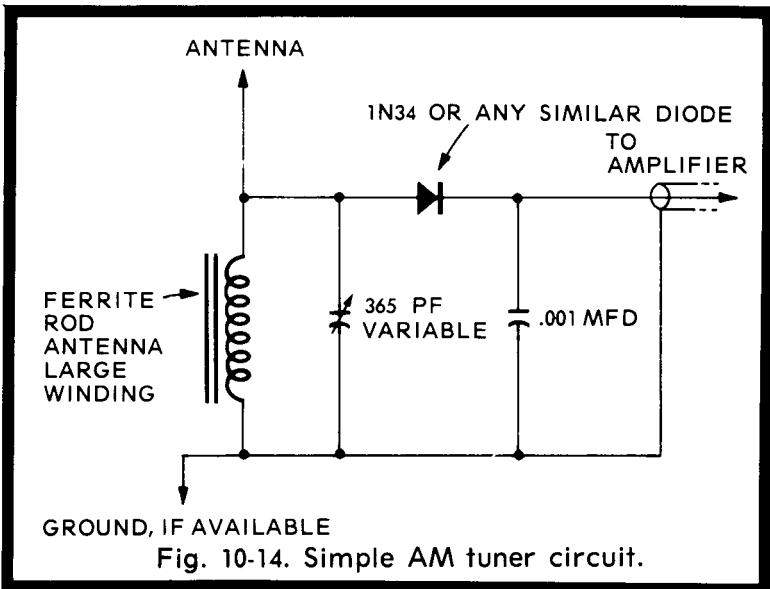 ANTENNA
1N34 OR ANY SIMILAR DIODE
TO
AMPLIFIER
FERRITE
ROD
ANTENNA
LARGE
WINDING
365 PF
VARIABLE
.001 MFD
GROUND, IF AVAILABLE
Fig. 10-14. Simple AM tuner circuit.